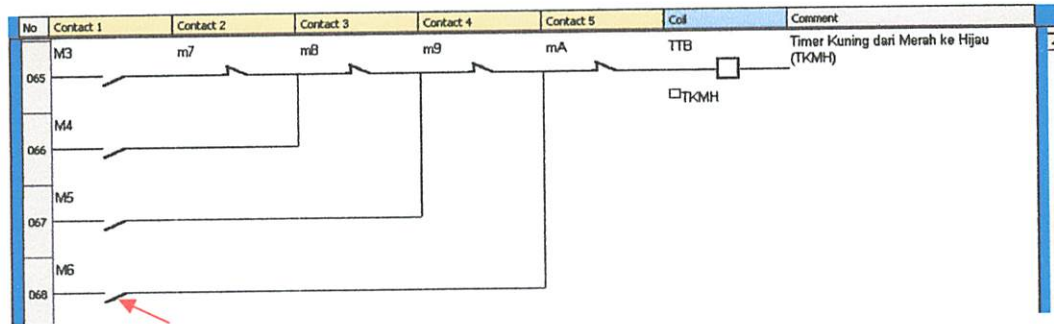 No Contact 1 Contact 2 Contact 3 Contact 4 Contact 5 Coil Comment
M3 m7 m8 m9 mA TTB Timer Kuning dari Merah ke Hijau
(TKMH)
065
TKMH
M4
066
M5
067
M6
068